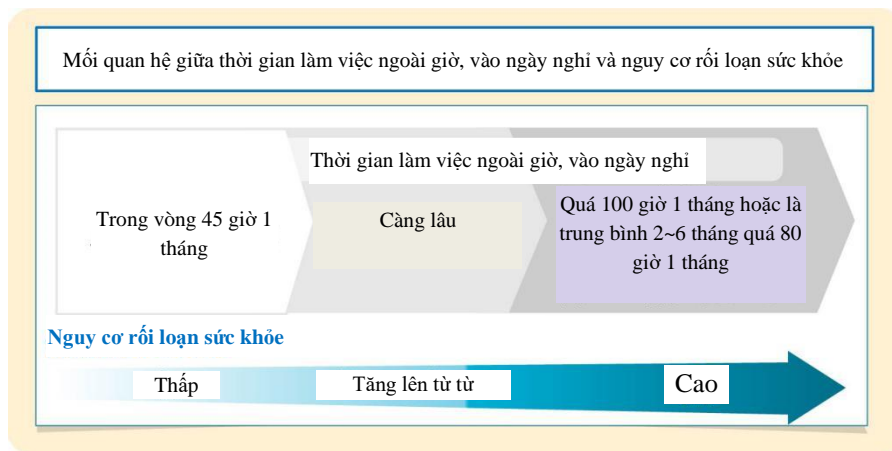 Mối quan hệ giữa thời gian làm việc ngoài giờ, vào ngày nghỉ và nguy cơ rối loạn sức khỏe
Thời gian làm việc ngoài giờ, vào ngày nghỉ
Trong vòng 45 giờ 1
tháng
Càng lâu
Quá 100 giờ 1 tháng hoặc là
trung bình 2~6 tháng quá 80
giờ 1 tháng
Nguy cơ rối loạn sức khỏe
Thấp
Tăng lên từ từ
Cao